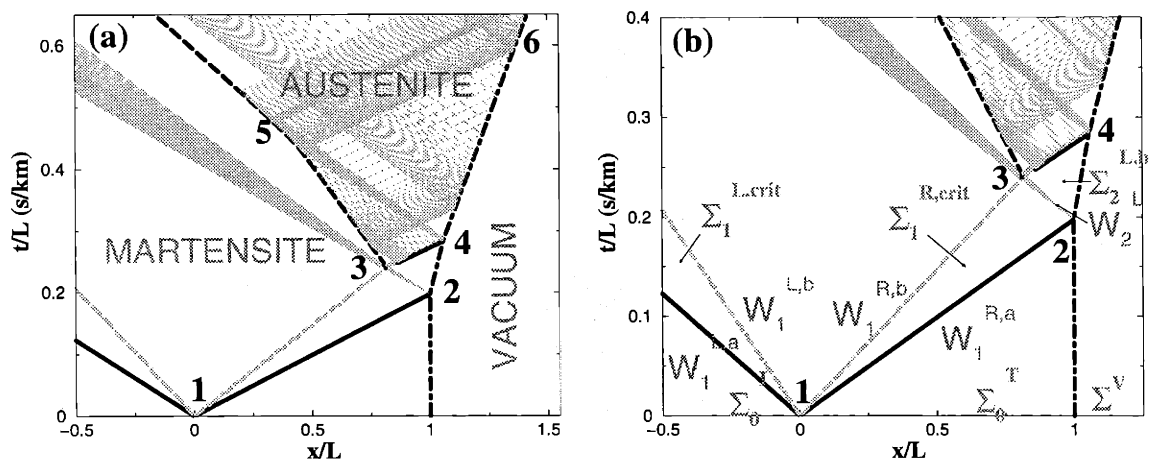 (a)
AUSTENITE
MARTENSITE
VACUUM
1
2
3
4
5
6
t/L (s/km)
0.6
0.4
0.2
0
-0.5
0
0.5
1
1.5
x/L
(b)
3
4
L,b
Σ2
L
W2
L,crit
Σ1
R,crit
Σ1
2
L,b
W1
R,b
W1
R,a
W1
W1
1
Σ0
T
Σ0
V
Σ
t/L (s/km)
0.4
0.3
0.2
0.1
0
-0.5
0
0.5
1
x/L